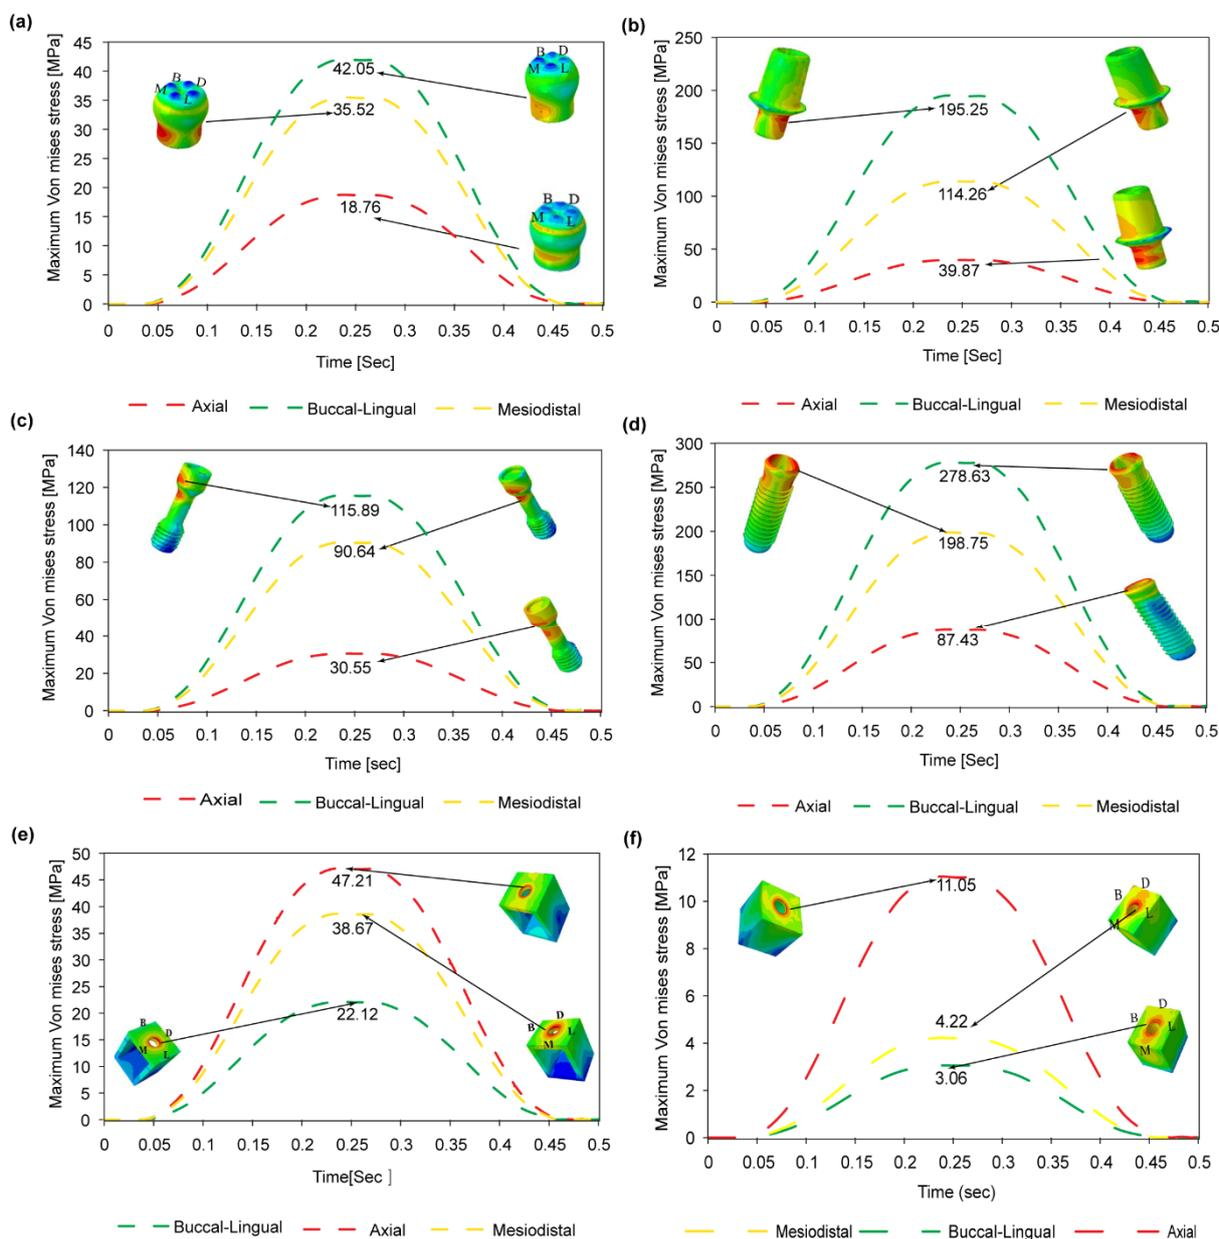 (a)
Maximum Von mises stress [MPa]
45
40
35
30
25
20
15
10
5
0
B D
M L
42.05
35.52
B D
M L
18.76
B D
M L
0 0.05 0.1 0.15 0.2 0.25 0.3 0.35 0.4 0.45 0.5
Time [Sec]
Axial Buccal-Lingual Mesiodistal
(b)
Maximum Von mises stress [MPa]
250
200
150
100
50
0
195.25
114.26
39.87
0 0.05 0.1 0.15 0.2 0.25 0.3 0.35 0.4 0.45 0.5
Time [Sec]
Axial Buccal-Lingual Mesiodistal
(c)
Maximum Von mises stress [MPa]
140
120
100
80
60
40
20
0
115.89
90.64
30.55
0 0.05 0.1 0.15 0.2 0.25 0.3 0.35 0.4 0.45 0.5
Time [sec]
Axial Buccal-Lingual Mesiodistal
(d)
Maximum Von mises stress [MPa]
300
250
200
150
100
50
0
278.63
198.75
87.43
0 0.05 0.1 0.15 0.2 0.25 0.3 0.35 0.4 0.45 0.5
Time [Sec]
Axial Buccal-Lingual Mesiodistal
(e)
Maximum Von mises stress [MPa]
50
45
40
35
30
25
20
15
10
5
0
47.21
38.67
22.12
B D
M L
B D
M L
0 0.05 0.1 0.15 0.2 0.25 0.3 0.35 0.4 0.45 0.5
Time[Sec ]
Buccal-Lingual Axial Mesiodistal
(f)
Maximum Von mises stress [MPa]
12
10
8
6
4
2
0
11.05
B D
M L
4.22
3.06
B D
M L
0 0.05 0.1 0.15 0.2 0.25 0.3 0.35 0.4 0.45 0.5
Time (sec)
Mesiodistal Buccal-Lingual Axial